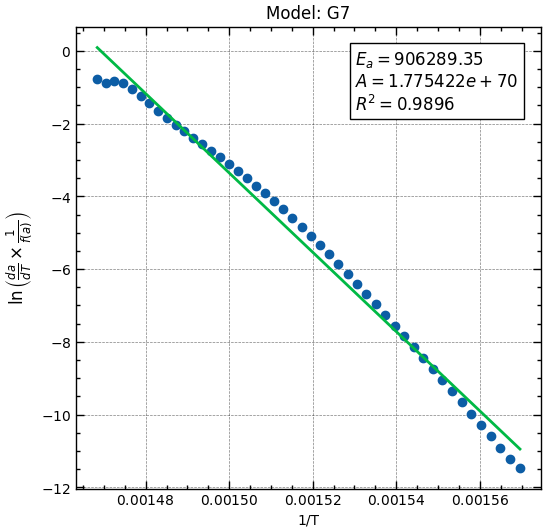 Model: G7
E_a = 906289.35
A = 1.775422e + 70
R^2 = 0.9896
ln (da/dT × 1/f(a))
0
−2
−4
−6
−8
−10
−12
0.00148 0.00150 0.00152 0.00154 0.00156
1/T